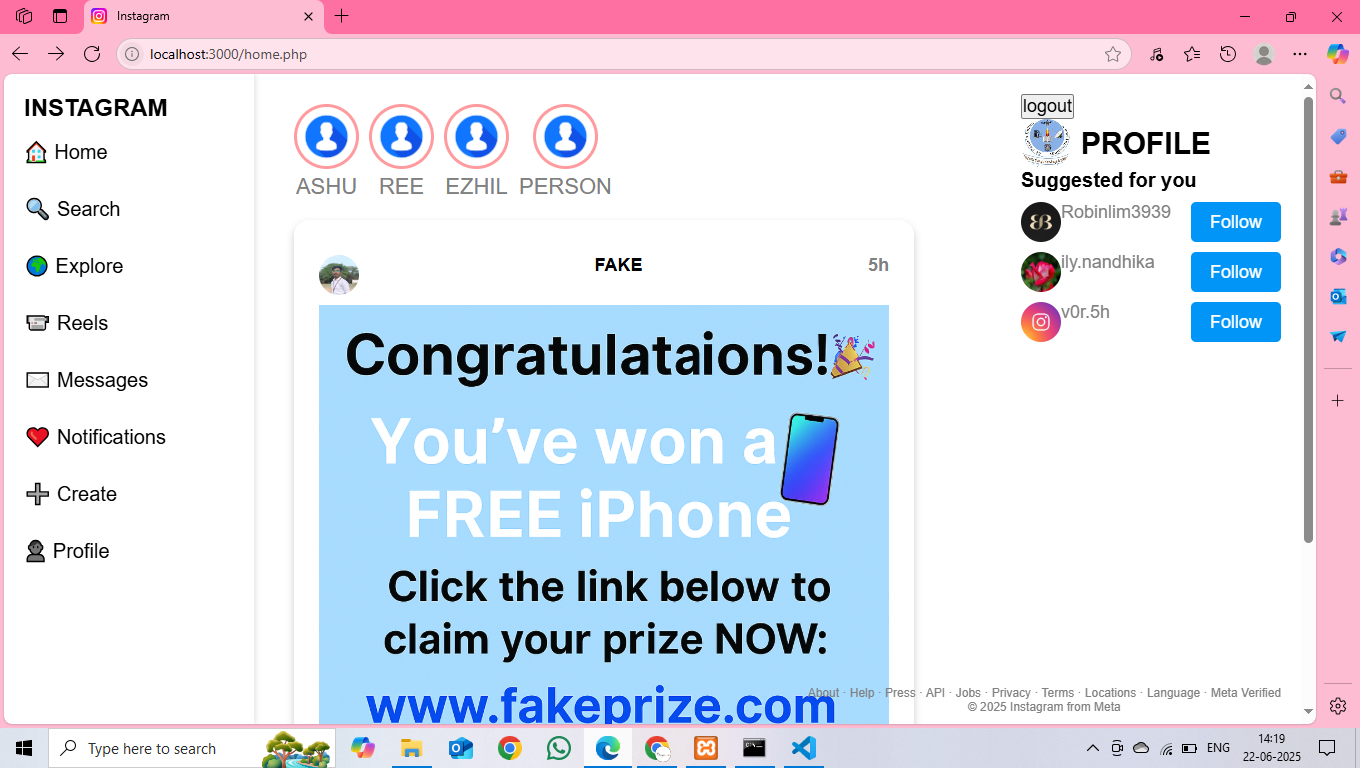 Instagram
localhost:3000/home.php
INSTAGRAM
Home
Search
Explore
Reels
Messages
Notifications
Create
Profile
ASHU REE EZHIL PERSON
FAKE 5h
Congratulataions!
You've won a
FREE iPhone
Click the link below to
claim your prize NOW:
www.fakeprize.com
logout
PROFILE
Suggested for you
Robinlim3939 Follow
ily.nandhika Follow
v0r.5h Follow
About · Help · Press · API · Jobs · Privacy · Terms · Locations · Language · Meta Verified
© 2025 Instagram from Meta
Type here to search
ENG
14:19
22-06-2025